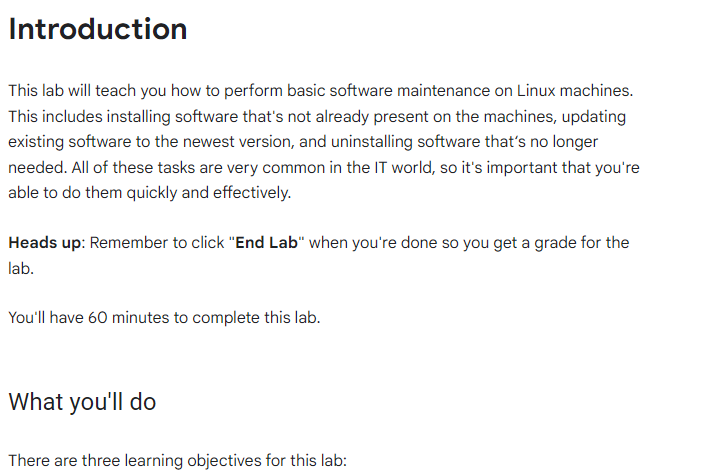 Introduction
This lab will teach you how to perform basic software maintenance on Linux machines.
This includes installing software that's not already present on the machines, updating
existing software to the newest version, and uninstalling software that's no longer
needed. All of these tasks are very common in the IT world, so it's important that you're
able to do them quickly and effectively.
Heads up: Remember to click "End Lab" when you're done so you get a grade for the
lab.
You'll have 60 minutes to complete this lab.
What you'll do
There are three learning objectives for this lab: